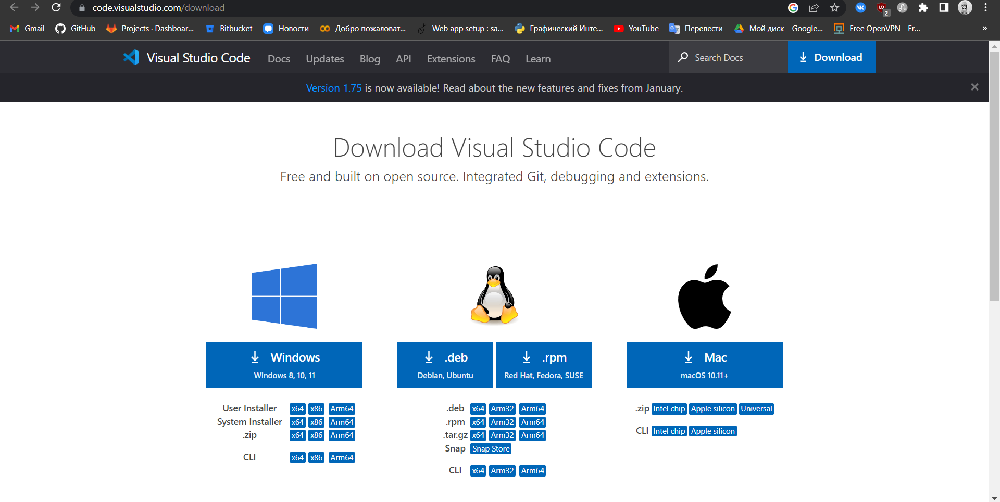 code.visualstudio.com/download
2
Gmail GitHub Projects · Dashboar... Bitbucket Новости Добро пожаловат... Web app setup : sa... Графический Инте... YouTube Перевести Мой диск – Google... Free OpenVPN - Fr... »
Visual Studio Code Docs Updates Blog API Extensions FAQ Learn Search Docs Download
Version 1.75 is now available! Read about the new features and fixes from January.
Download Visual Studio Code
Free and built on open source. Integrated Git, debugging and extensions.
Windows
Windows 8, 10, 11
User Installer x64 x86 Arm64
System Installer x64 x86 Arm64
.zip x64 x86 Arm64
CLI x64 x86 Arm64
.deb
Debian, Ubuntu
.rpm
Red Hat, Fedora, SUSE
.deb x64 Arm32 Arm64
.rpm x64 Arm32 Arm64
.tar.gz x64 Arm32 Arm64
Snap Snap Store
CLI x64 Arm32 Arm64
Mac
macOS 10.11+
.zip Intel chip Apple silicon Universal
CLI Intel chip Apple silicon